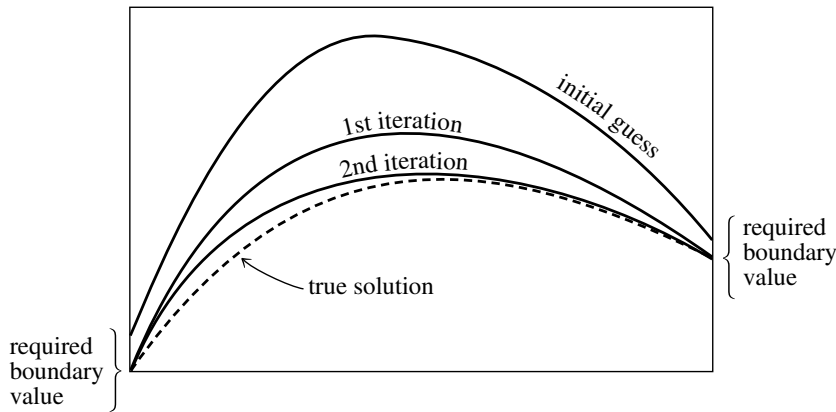 initial guess
1st iteration
2nd iteration
true solution
required
boundary
value
required
boundary
value